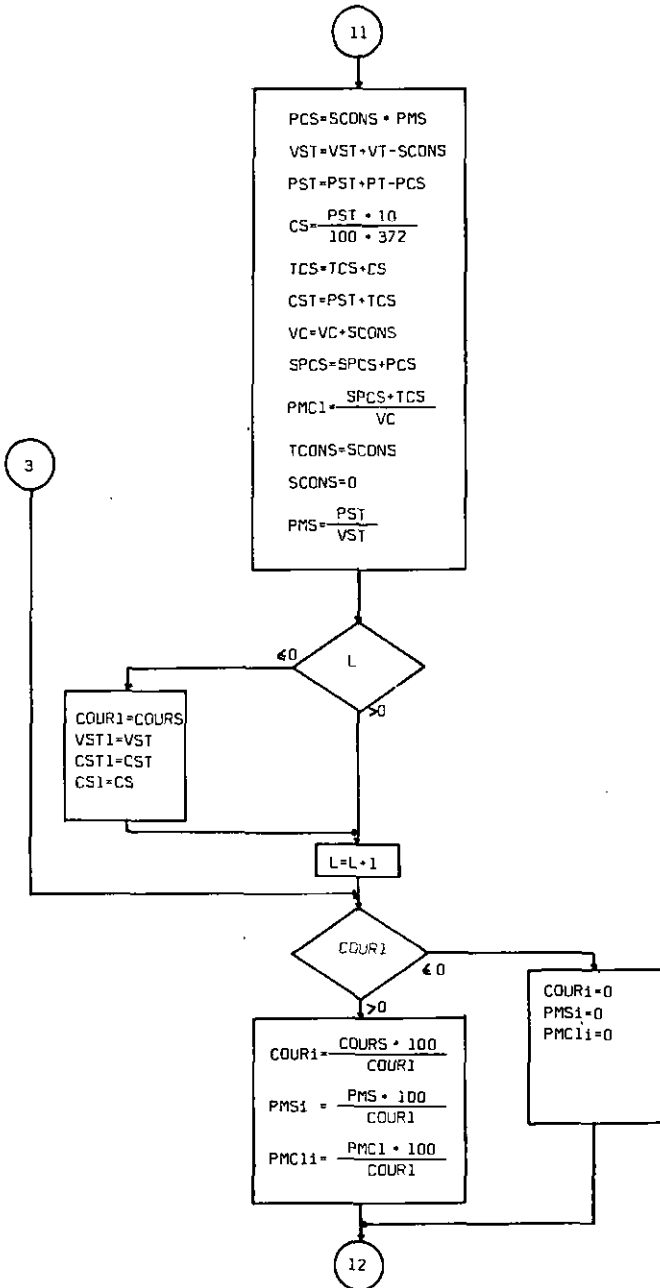 11
PCS=SCONS * PMS
VST=VST+VT-SCONS
PST=PST+PT-PCS
CS=PST * 10
100 * 372
TCS=TCS+CS
CST=PST+TCS
VC=VC+SCONS
SPCS=SPCS+PCS
PMC1=SPCS+TCS
VC
TCONS=SCONS
SCONS=0
PMS=PST
VST
3
≤0
L
>0
COUR1=COURS
VST1=VST
CST1=CST
CS1=CS
L=L+1
COUR1
≤0
>0
COURi=0
PMSi=0
PMC1i=0
COURi=COURS * 100
COUR1
PMSi = PMS * 100
COUR1
PMC1i= PMC1 * 100
COUR1
12